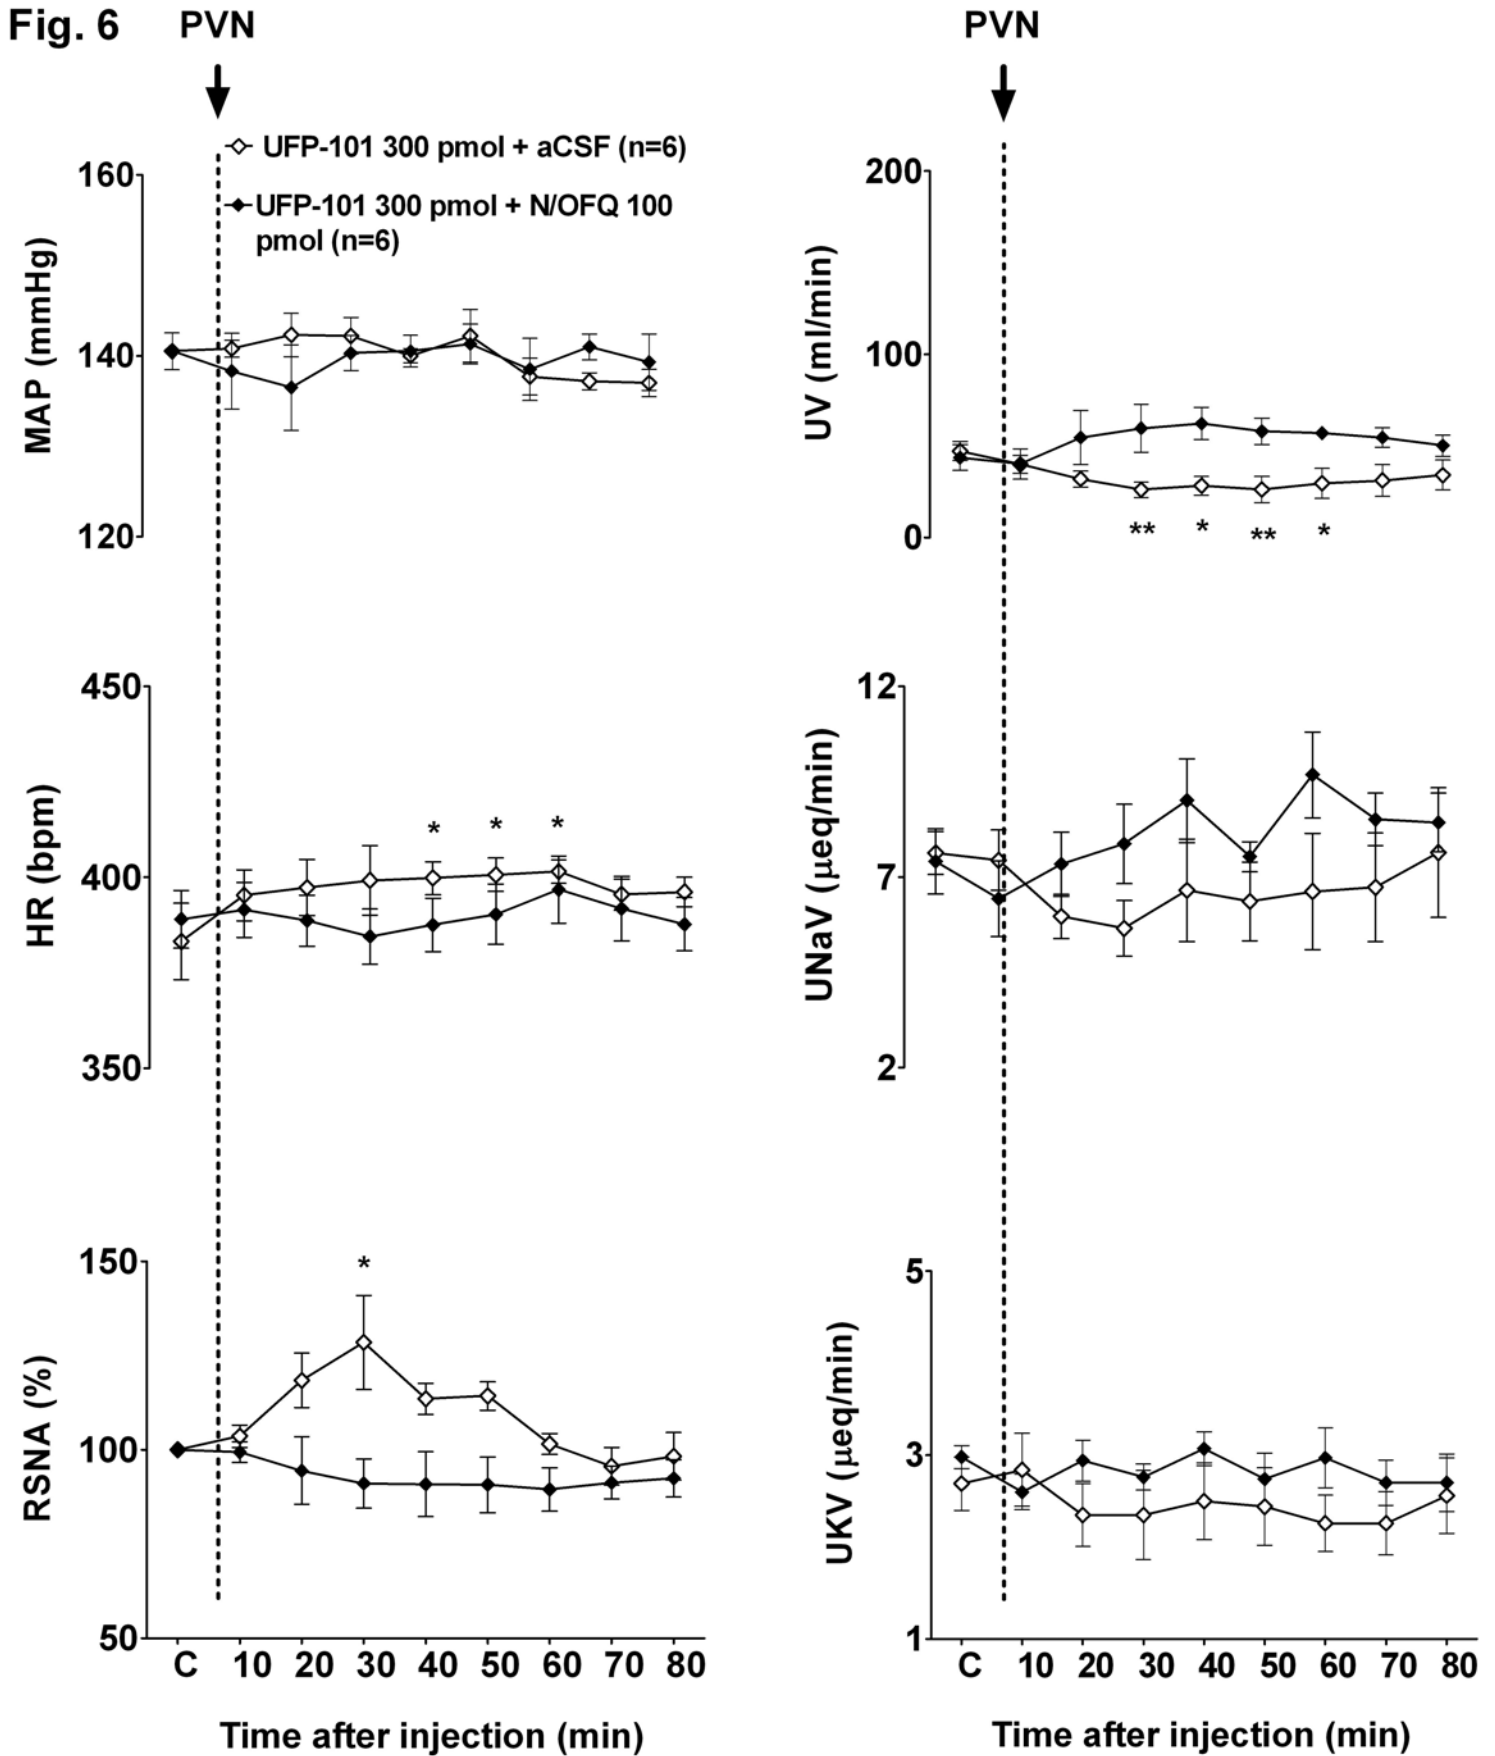 Fig. 6
PVN
PVN
UFP-101 300 pmol + aCSF (n=6)
UFP-101 300 pmol + N/OFQ 100
pmol (n=6)
MAP (mmHg)
160
140
120
UV (ml/min)
200
100
0
** * ** *
HR (bpm)
450
400
350
* * *
UNaV (µeq/min)
12
7
2
RSNA (%)
150
100
50
*
C 10 20 30 40 50 60 70 80
Time after injection (min)
UKV (µeq/min)
5
3
1
C 10 20 30 40 50 60 70 80
Time after injection (min)